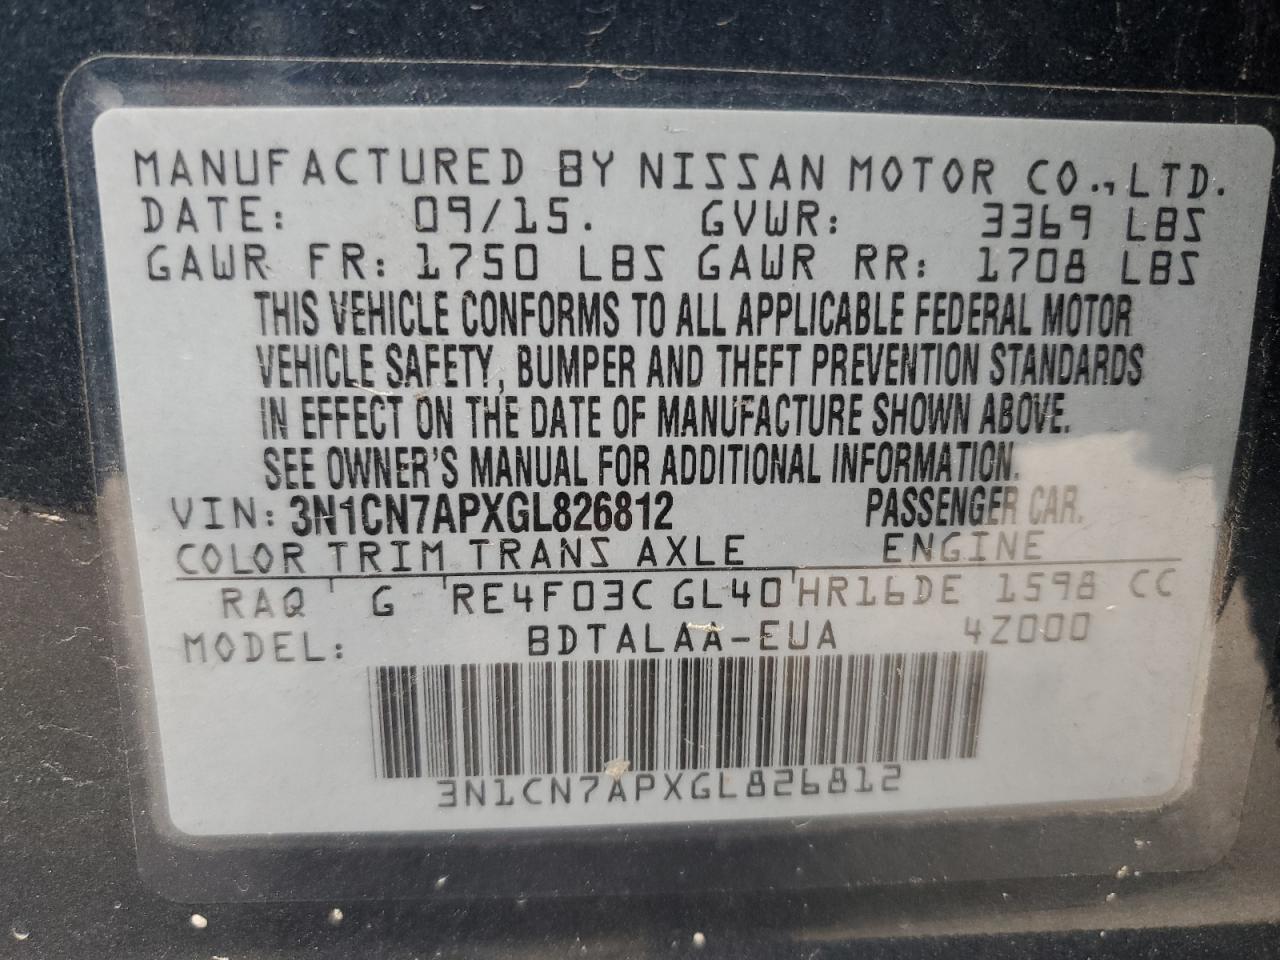 MANUFACTURED BY NISSAN MOTOR CO., LTD.
DATE: 09/15. GVWR: 3369 LBS
GAWR FR: 1750 LBS GAWR RR: 1708 LBS
THIS VEHICLE CONFORMS TO ALL APPLICABLE FEDERAL MOTOR
VEHICLE SAFETY, BUMPER AND THEFT PREVENTION STANDARDS
IN EFFECT ON THE DATE OF MANUFACTURE SHOWN ABOVE.
SEE OWNER'S MANUAL FOR ADDITIONAL INFORMATION.
VIN: 3N1CN7APXGL826812 PASSENGER CAR.
COLOR TRIM TRANS AXLE ENGINE
RAQ G RE4F03C GL40 HR16DE 1598 CC
MODEL: BDTALAA-EUA 4Z000
3N1CN7APXGL826812